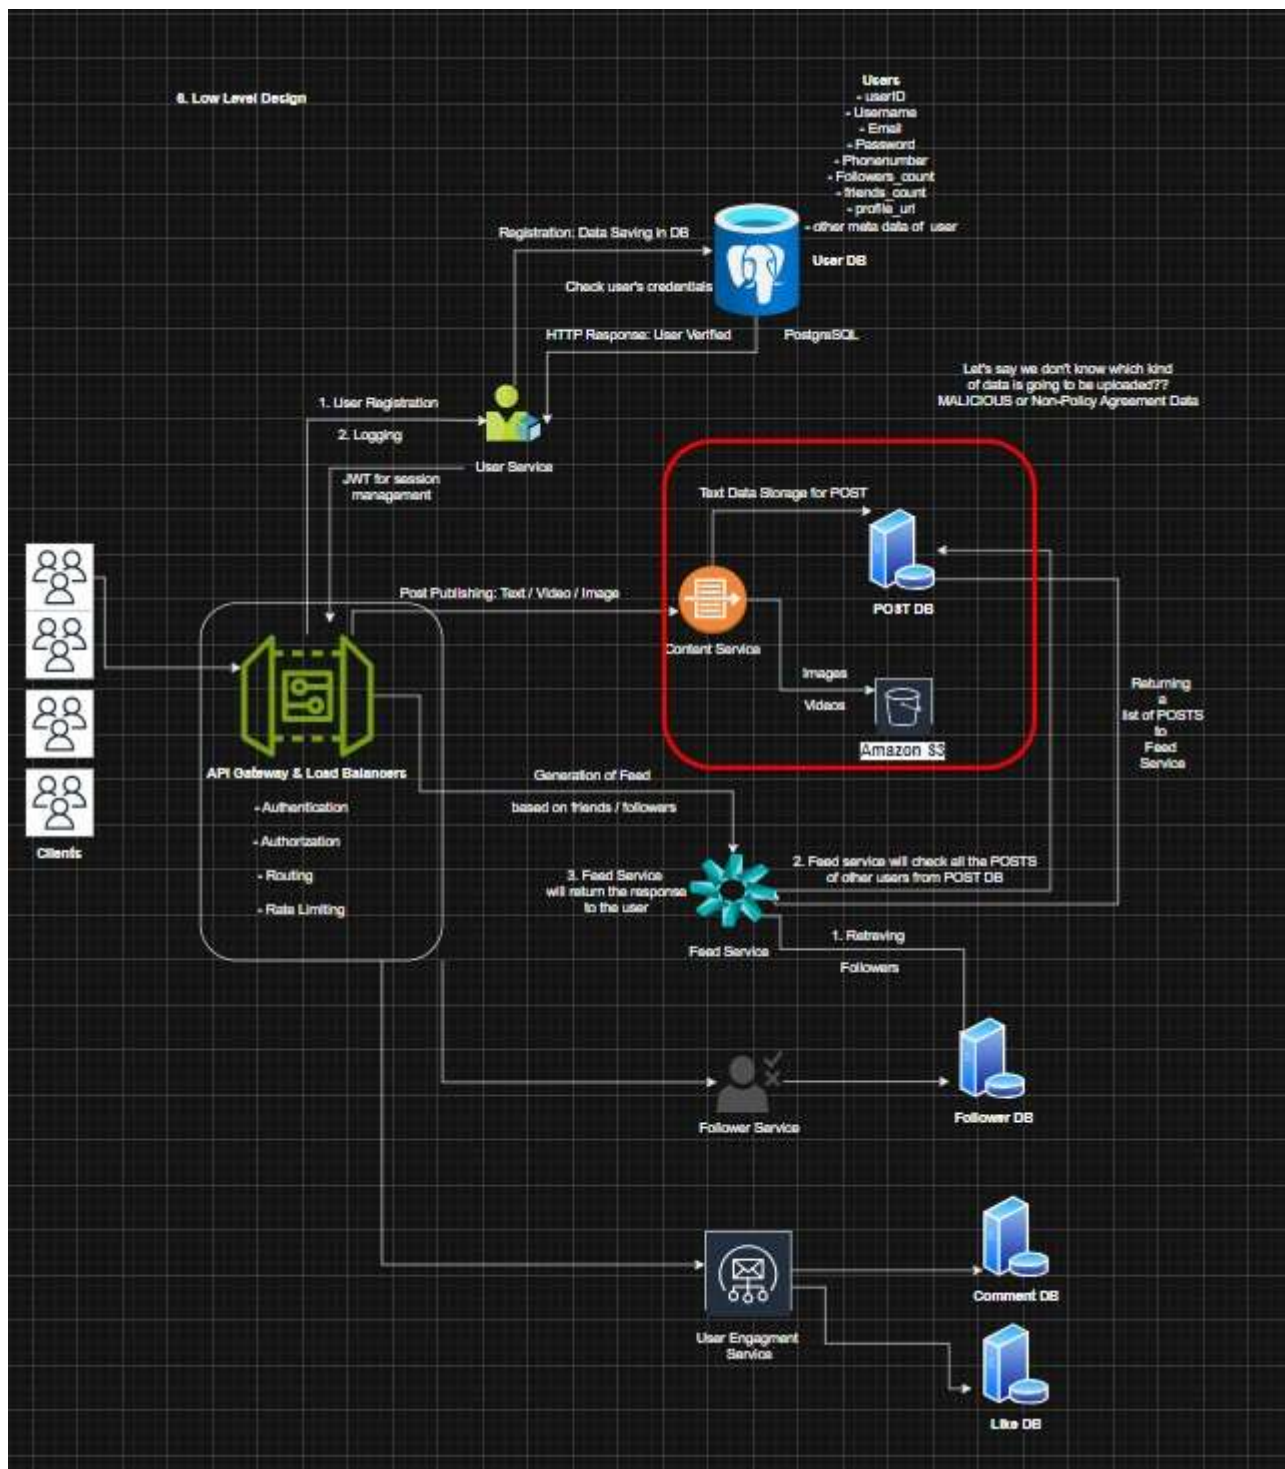 6. Low Level Design
Users
- userID
- Username
- Email
- Password
- Phonenumber
- Followers_count
- friends_count
- profile_url
- other meta data of user
User DB
Registration: Data Saving in DB
Check user's credentials
HTTP Response: User Verified
PostgreSQL
Let's say we don't know which kind
of data is going to be uploaded??
MALICIOUS or Non-Policy Agreement Data
1. User Registration
2. Logging
User Service
JWT for session
management
Text Data Storage for POST
POST DB
Post Publishing: Text / Video / Image
Content Service
Images
Videos
Amazon S3
Returning
a
list of POSTS
to
Feed
Service
API Gateway & Load Balancers
- Authentication
- Authorization
- Routing
- Rate Limiting
Clients
Generation of Feed
based on friends / followers
2. Feed service will check all the POSTS
of other users from POST DB
3. Feed Service
will return the response
to the user
Feed Service
1. Retraving
Followers
Follower Service
Follower DB
User Engagment
Service
Comment DB
Like DB